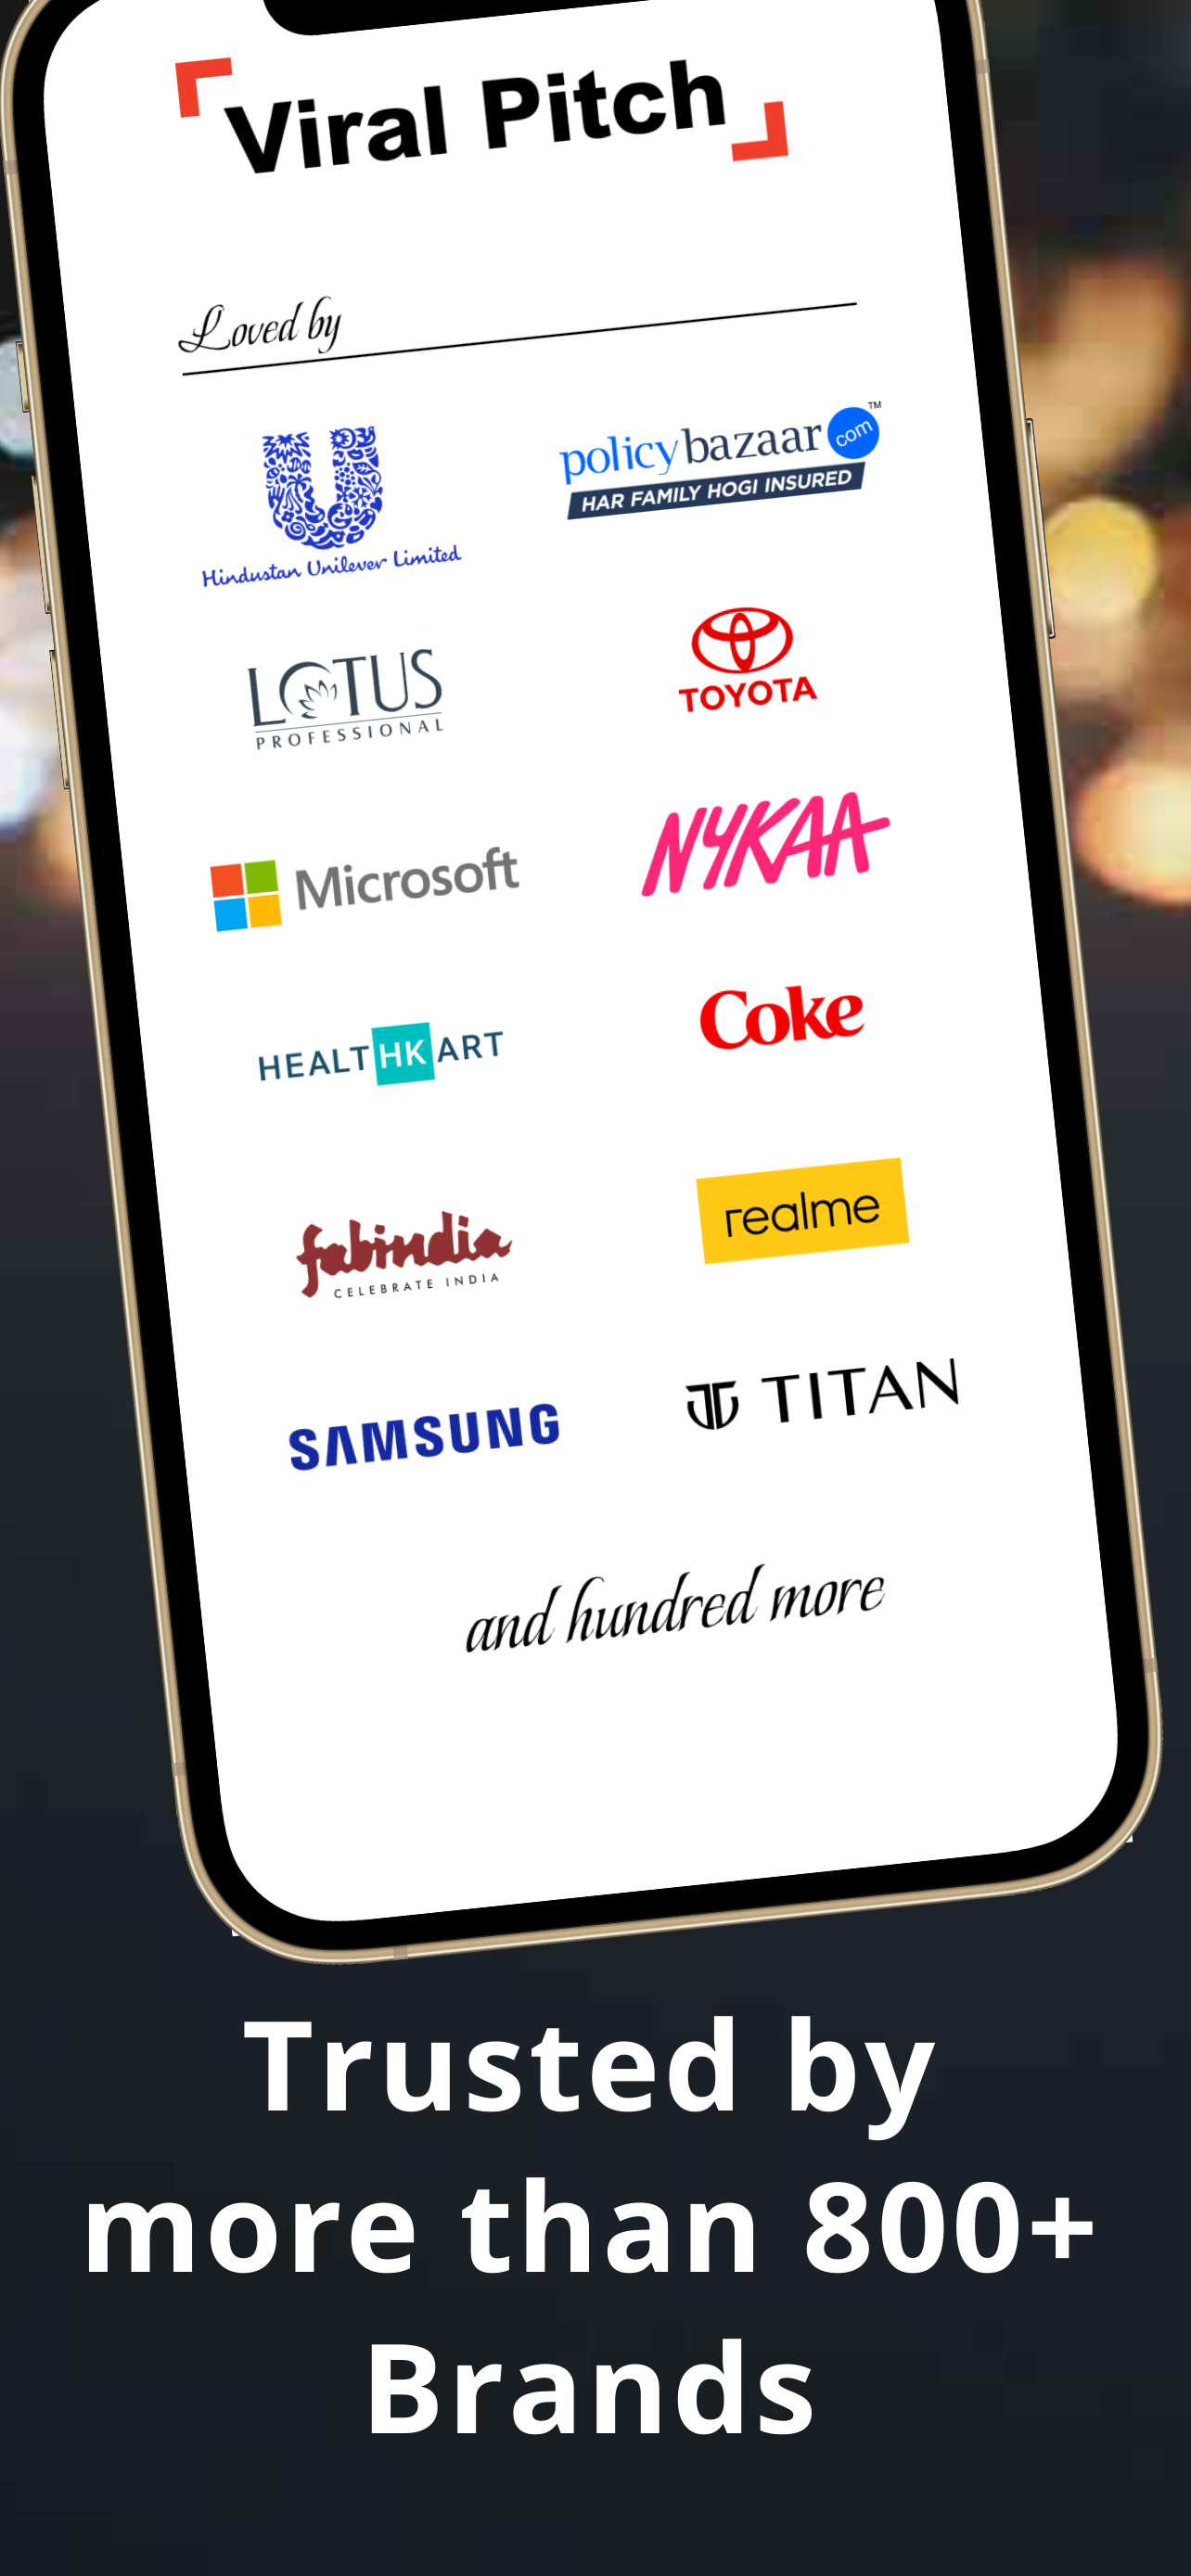 Viral Pitch
Loved by
Hindustan Unilever Limited
policybazaar com TM
HAR FAMILY HOGI INSURED
LOTUS
PROFESSIONAL
TOYOTA
Microsoft
NYKAA
HEALTHKART
Coke
fabindia
CELEBRATE INDIA
realme
SAMSUNG
TITAN
and hundred more
Trusted by
more than 800+
Brands